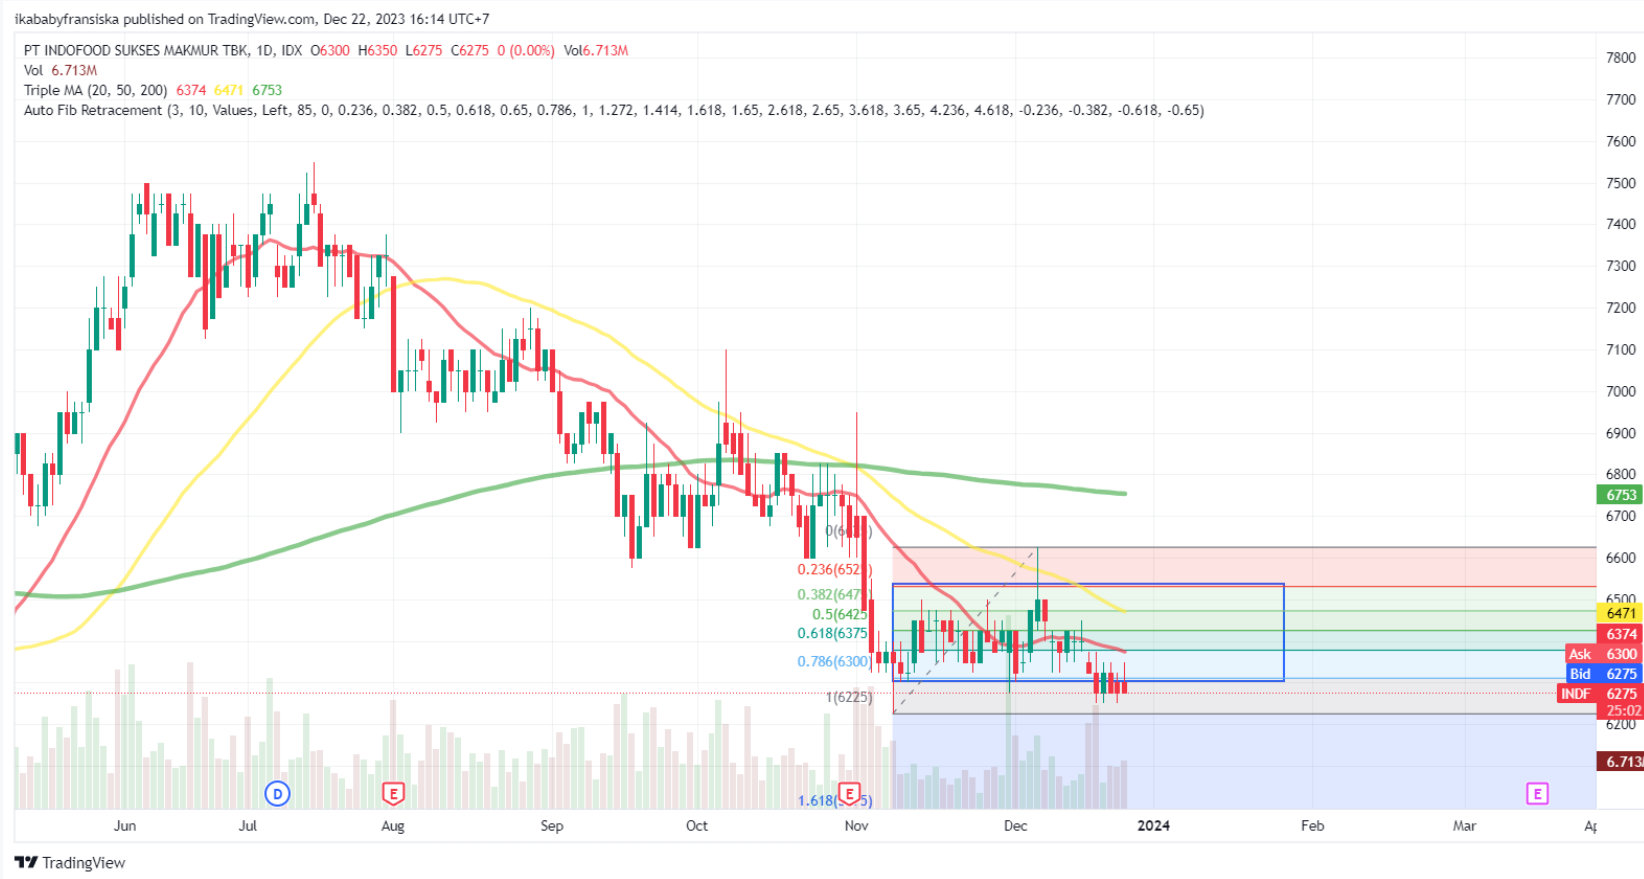 ikababyfransiska published on TradingView.com, Dec 22, 2023 16:14 UTC+7
PT INDOFOOD SUKSES MAKMUR TBK, 1D, IDX O6300 H6350 L6275 C6275 0 (0.00%) Vol6.713M
Vol 6.713M
Triple MA (20, 50, 200) 6374 6471 6753
Auto Fib Retracement (3, 10, Values, Left, 85, 0, 0.236, 0.382, 0.5, 0.618, 0.65, 0.786, 1, 1.272, 1.414, 1.618, 1.65, 2.618, 2.65, 3.618, 3.65, 4.236, 4.618, -0.236, -0.382, -0.618, -0.65)
7800
7700
7600
7500
7400
7300
7200
7100
7000
6900
6800
6753
6700
6600
6500
6471
6374
Ask 6300
Bid 6275
INDF 6275
25:02
6200
6.713
0.236(652
0.382(647
0.5(6425
0.618(6375
0.786(6300)
1(6225)
1.618(
D
E
E
E
Jun
Jul
Aug
Sep
Oct
Nov
Dec
2024
Feb
Mar
TradingView